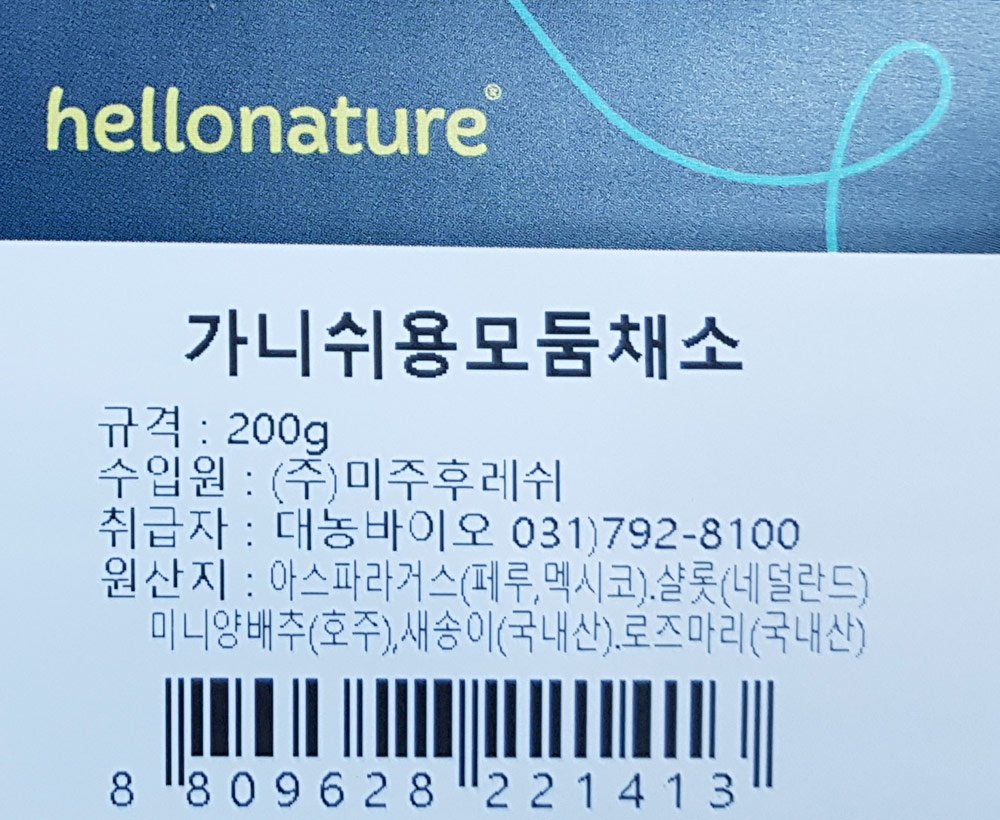 hellonature®
가니쉬용모둠채소
규격 : 200g
수입원 : (주)미주후레쉬
취급자 : 대농바이오 031)792-8100
원산지 : 아스파라거스(페루,멕시코).샬롯(네덜란드)
미니양배추(호주),새송이(국내산).로즈마리(국내산)
8 809628 221413